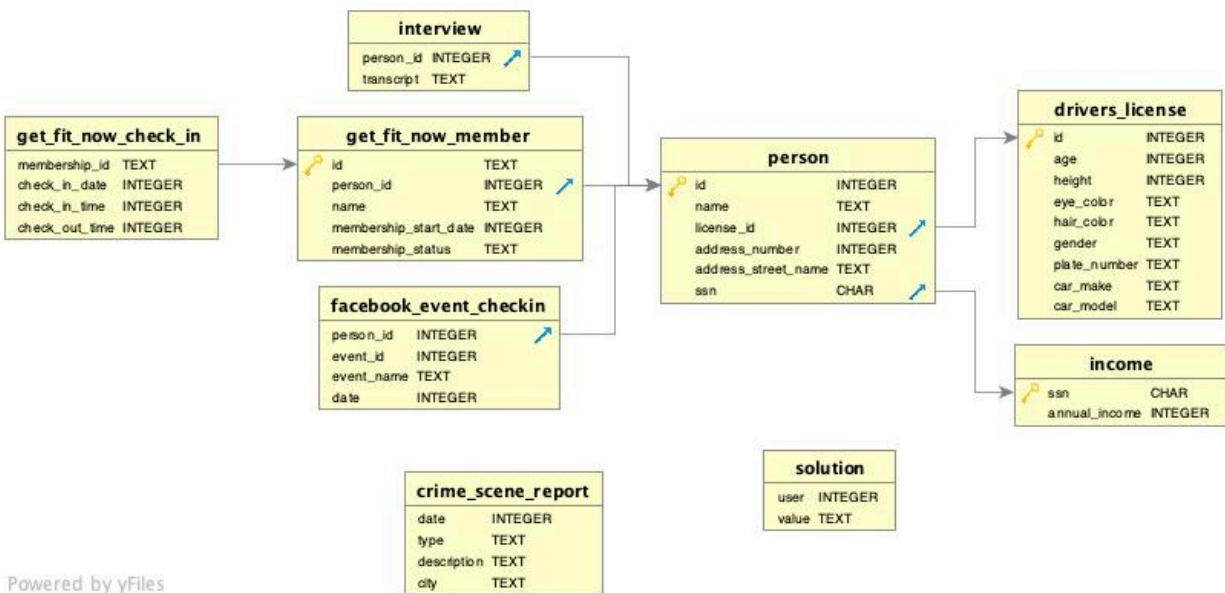 interview
person_id INTEGER
transcript TEXT
get_fit_now_check_in
membership_id TEXT
check_in_date INTEGER
check_in_time INTEGER
check_out_time INTEGER
get_fit_now_member
id TEXT
person_id INTEGER
name TEXT
membership_start_date INTEGER
membership_status TEXT
facebook_event_checkin
person_id INTEGER
event_id INTEGER
event_name TEXT
date INTEGER
person
id INTEGER
name TEXT
license_id INTEGER
address_number INTEGER
address_street_name TEXT
ssn CHAR
drivers_license
id INTEGER
age INTEGER
height INTEGER
eye_color TEXT
hair_color TEXT
gender TEXT
plate_number TEXT
car_make TEXT
car_model TEXT
income
ssn CHAR
annual_income INTEGER
solution
user INTEGER
value TEXT
crime_scene_report
date INTEGER
type TEXT
description TEXT
city TEXT
Powered by yFiles